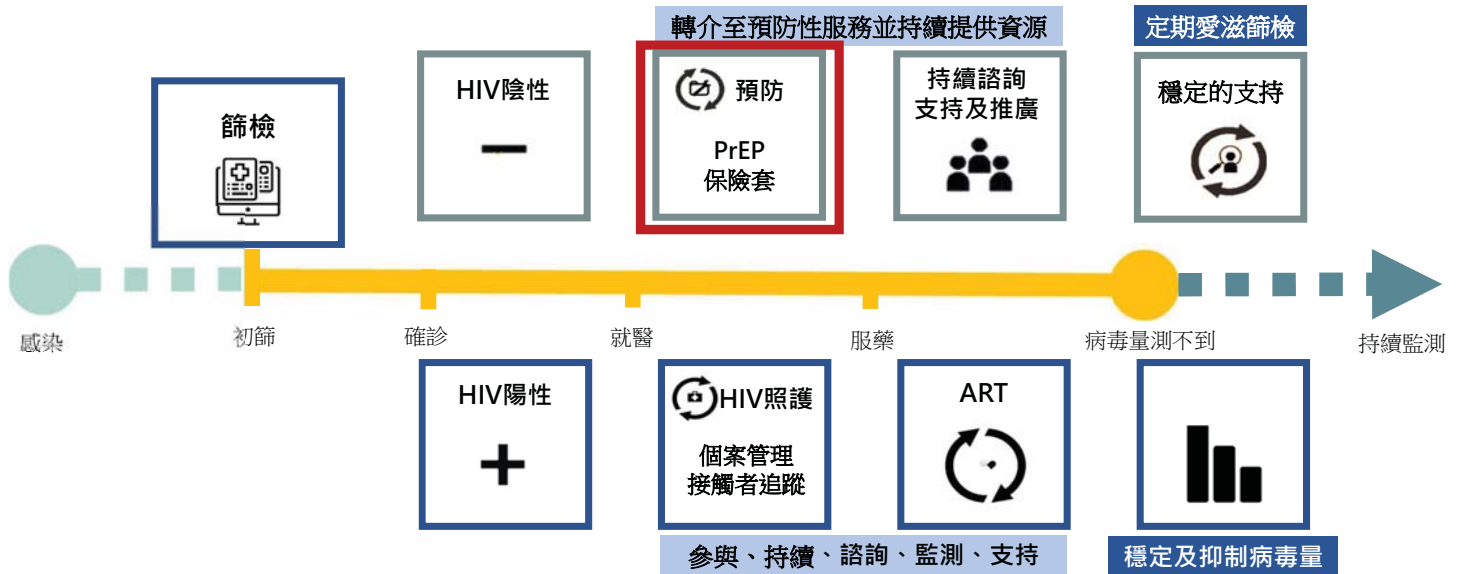 轉介至預防性服務並持續提供資源
定期愛滋篩檢
篩檢
HIV陰性
預防
PrEP
保險套
持續諮詢
支持及推廣
穩定的支持
感染
初篩
確診
就醫
服藥
病毒量測不到
持續監測
HIV陽性
HIV照護
個案管理
接觸者追蹤
ART
參與、持續、諮詢、監測、支持
穩定及抑制病毒量